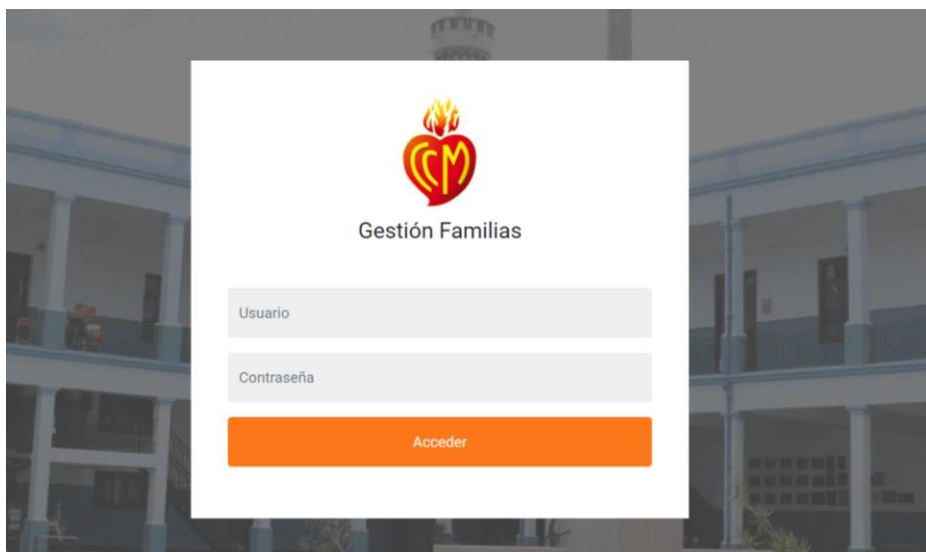 CCM
Gestión Familias
Usuario
Contraseña
Acceder